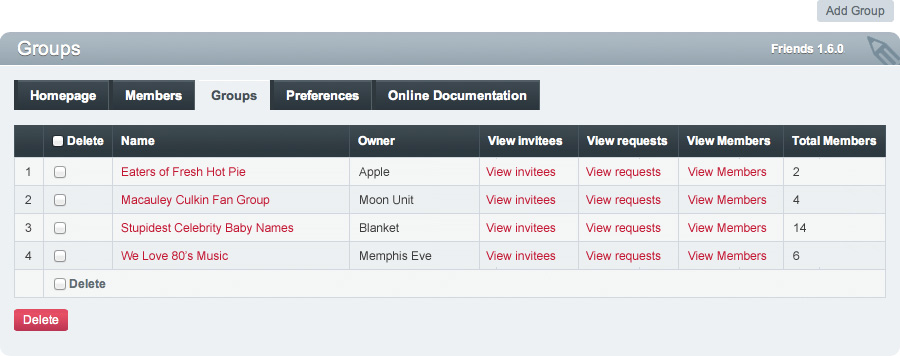 Add Group
Groups Friends 1.6.0
Homepage Members Groups Preferences Online Documentation
Delete Name Owner View invitees View requests View Members Total Members
1 Eaters of Fresh Hot Pie Apple View invitees View requests View Members 2
2 Macauley Culkin Fan Group Moon Unit View invitees View requests View Members 4
3 Stupidest Celebrity Baby Names Blanket View invitees View requests View Members 14
4 We Love 80's Music Memphis Eve View invitees View requests View Members 6
Delete
Delete